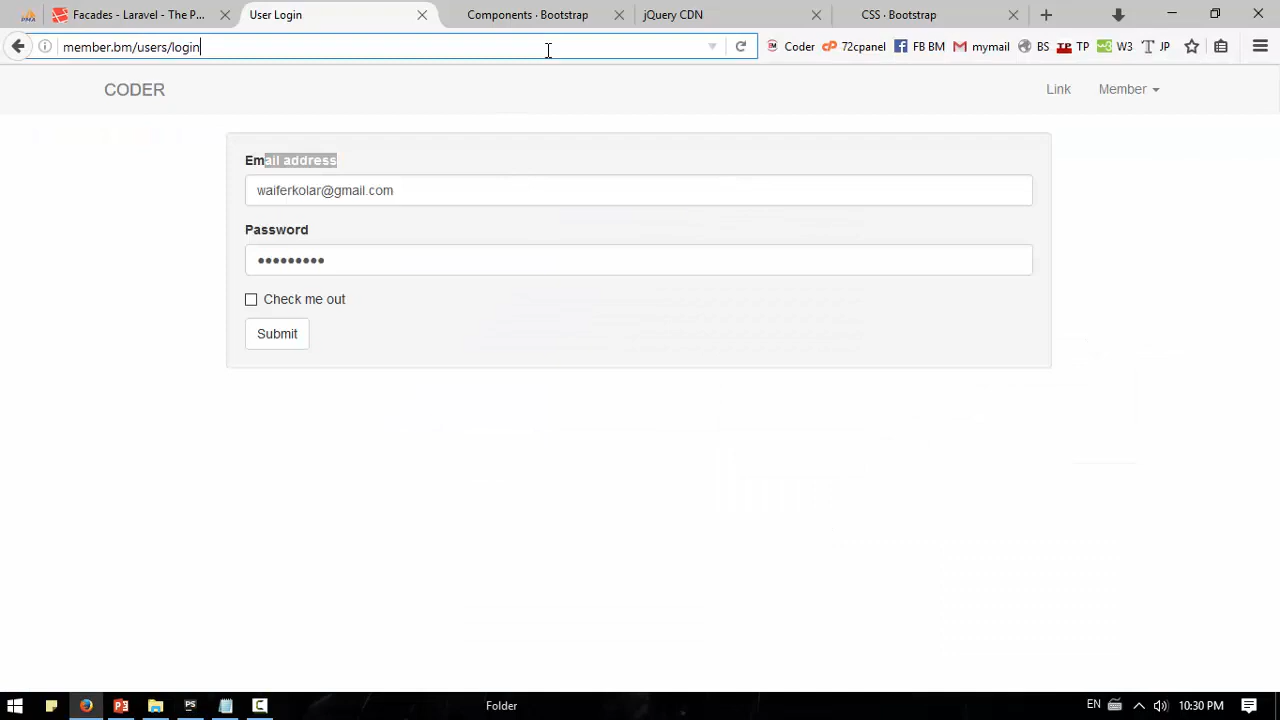 Facades - Laravel - The P...
User Login
Components · Bootstrap
jQuery CDN
CSS · Bootstrap
member.bm/users/login
Coder
72cpanel
FB BM
mymail
BS
TP
W3
JP
CODER
Link
Member
Email address
waiferkolar@gmail.com
Password
Check me out
Submit
Folder
EN
10:30 PM